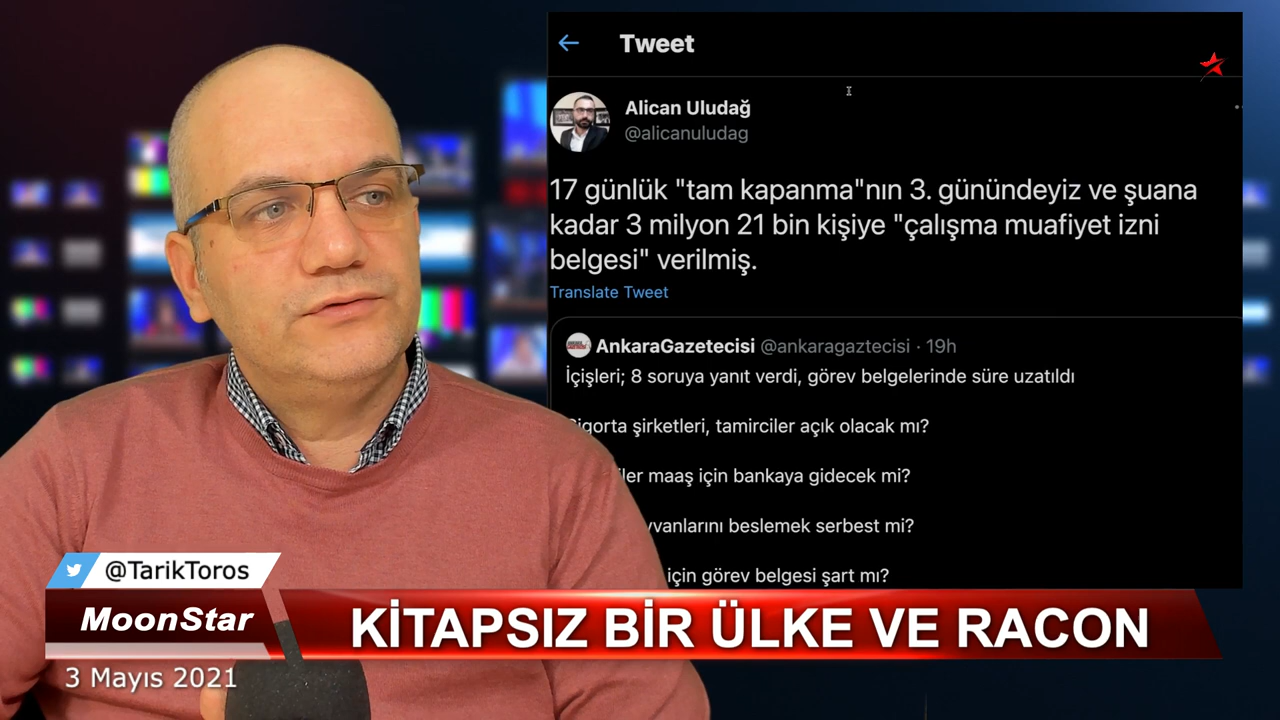 Tweet
Alican Uludağ
@alicanuludag
17 günlük "tam kapanma"nın 3. günündeyiz ve şuana
kadar 3 milyon 21 bin kişiye "çalışma muafiyet izni
belgesi" verilmiş.
Translate Tweet
AnkaraGazetecisi @ankaragaztecisi · 19h
İçişleri; 8 soruya yanıt verdi, görev belgelerinde süre uzatıldı
şirketleri, tamirciler açık olacak mı?
maaş için bankaya gidecek mi?
beslemek serbest mi?
için görev belgesi şart mı?
@TarikToros
MoonStar
KİTAPSIZ BİR ÜLKE VE RACON
3 Mayıs 2021